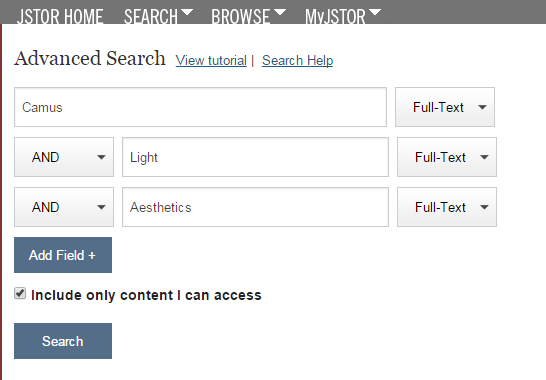 JSTOR HOME SEARCH BROWSE MyJSTOR
Advanced Search View tutorial | Search Help
Camus Full-Text
AND Light Full-Text
AND Aesthetics Full-Text
Add Field +
Include only content I can access
Search